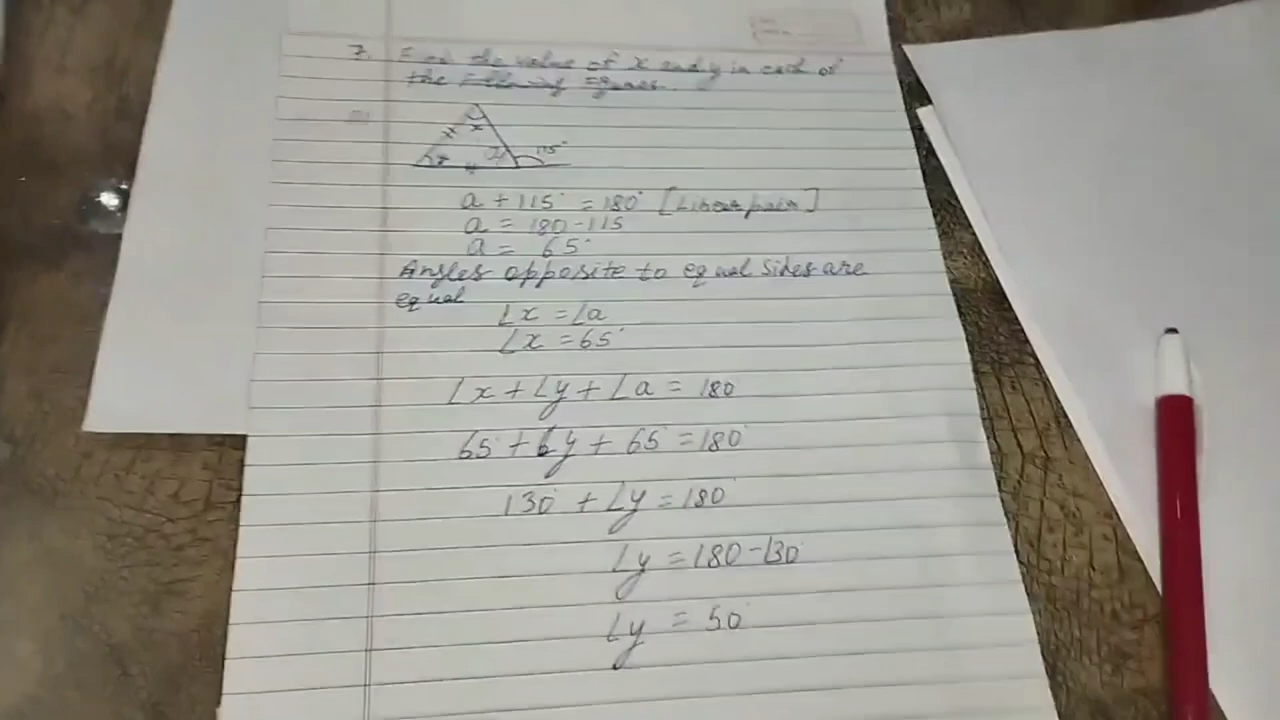 7. Find the value of x and y in each of
the following figures.
x
115°
a + 115° = 180° [Linear pair]
a = 180 - 115
a = 65°
Angles opposite to equal sides are
equal
∠x = ∠a
∠x = 65°
∠x + ∠y + ∠a = 180
65 + ∠y + 65 = 180
130 + ∠y = 180
∠y = 180 - 130
∠y = 50